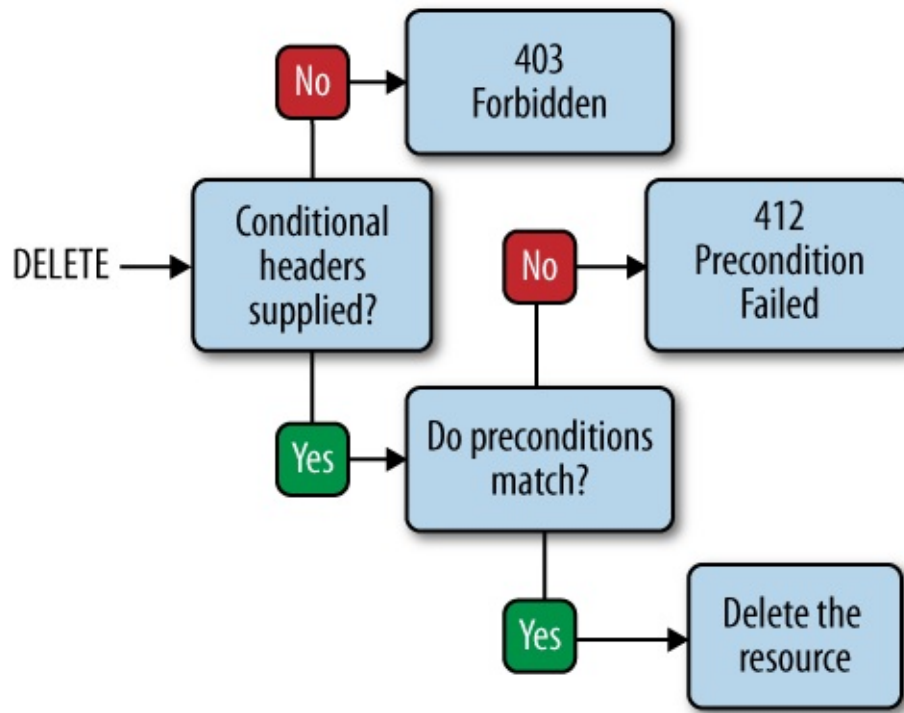 No
403
Forbidden
DELETE
Conditional
headers
supplied?
No
412
Precondition
Failed
Yes
Do preconditions
match?
Yes
Delete the
resource